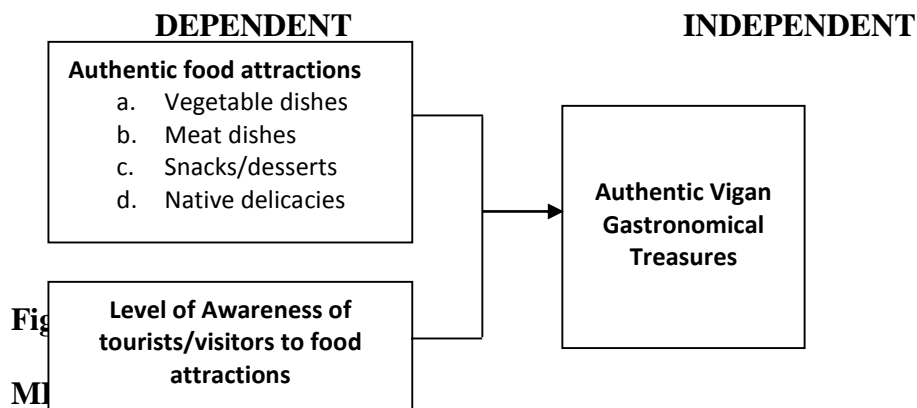 DEPENDENT INDEPENDENT
Authentic food attractions
a. Vegetable dishes
b. Meat dishes
c. Snacks/desserts
d. Native delicacies
Authentic Vigan
Gastronomical
Treasures
Level of Awareness of
tourists/visitors to food
attractions